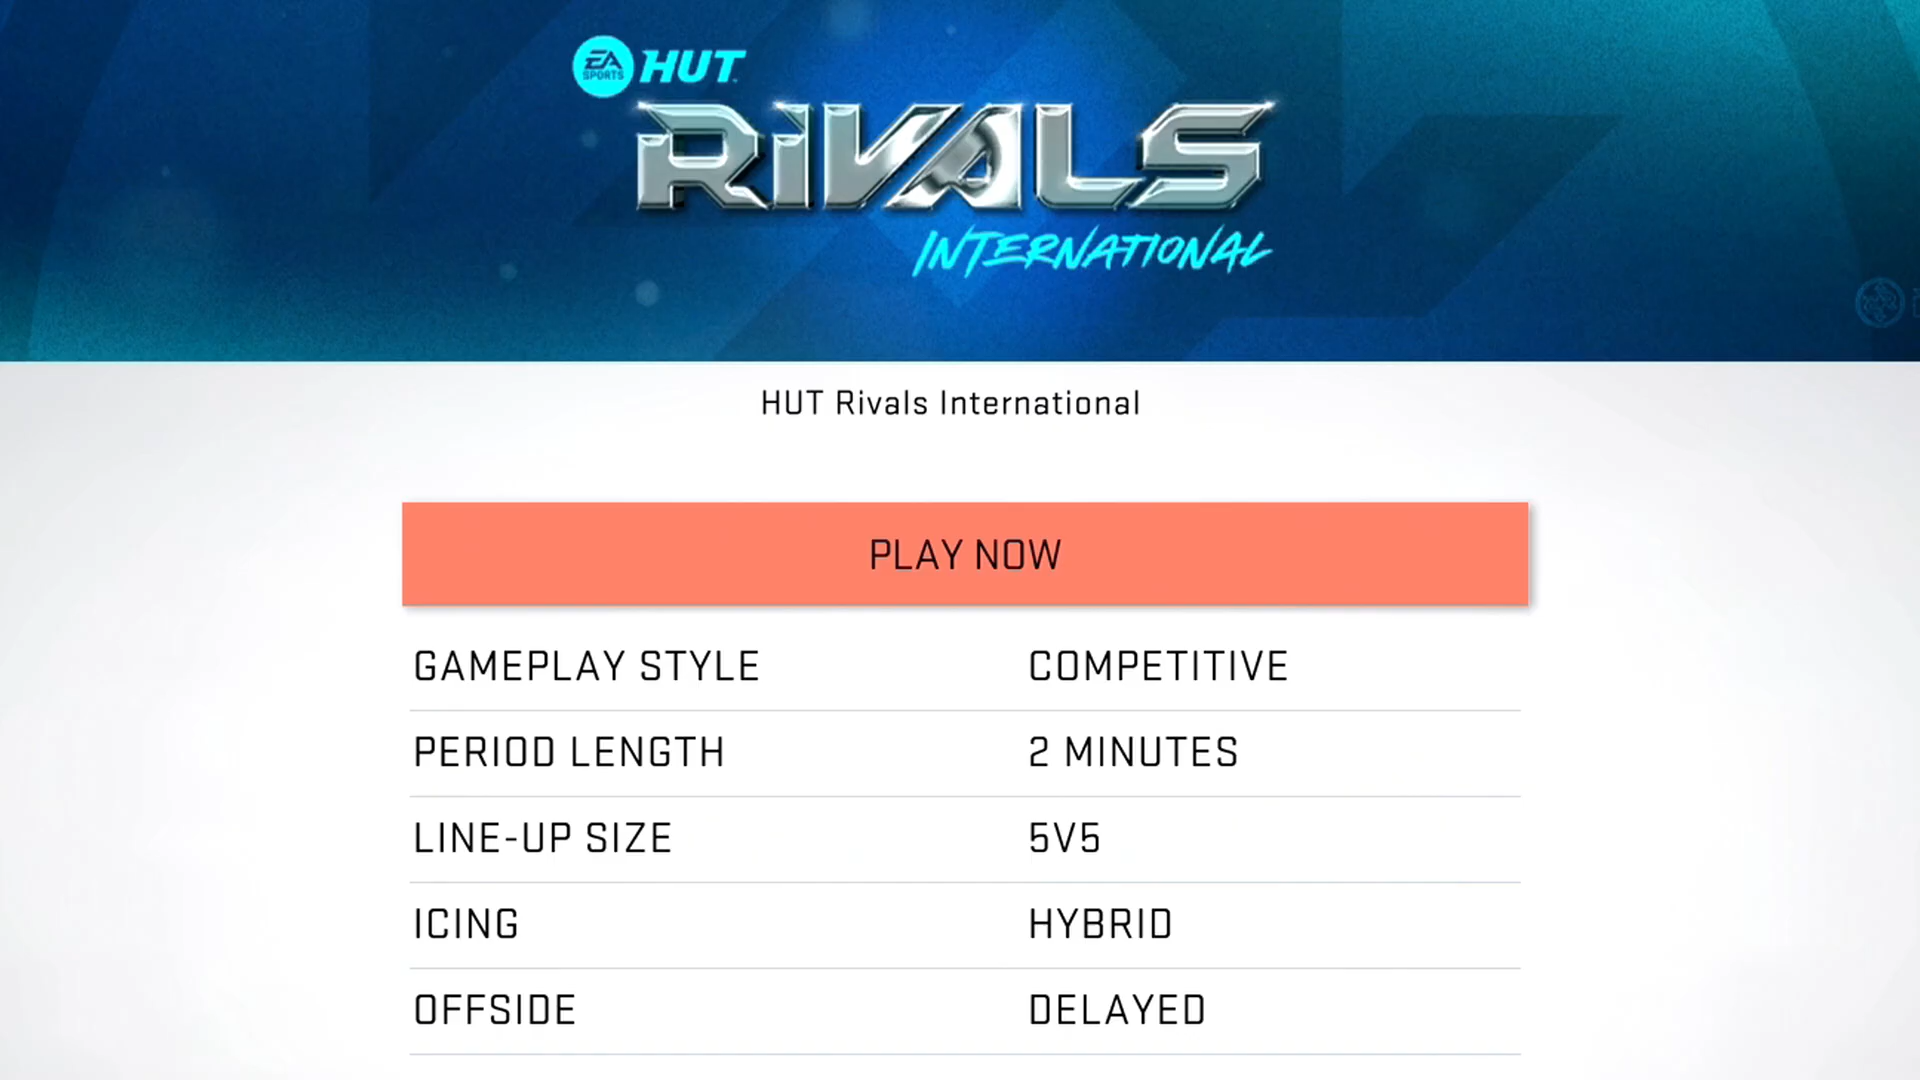 EA SPORTS HUT
RIVALS
INTERNATIONAL
HUT Rivals International
PLAY NOW
GAMEPLAY STYLE COMPETITIVE
PERIOD LENGTH 2 MINUTES
LINE-UP SIZE 5V5
ICING HYBRID
OFFSIDE DELAYED